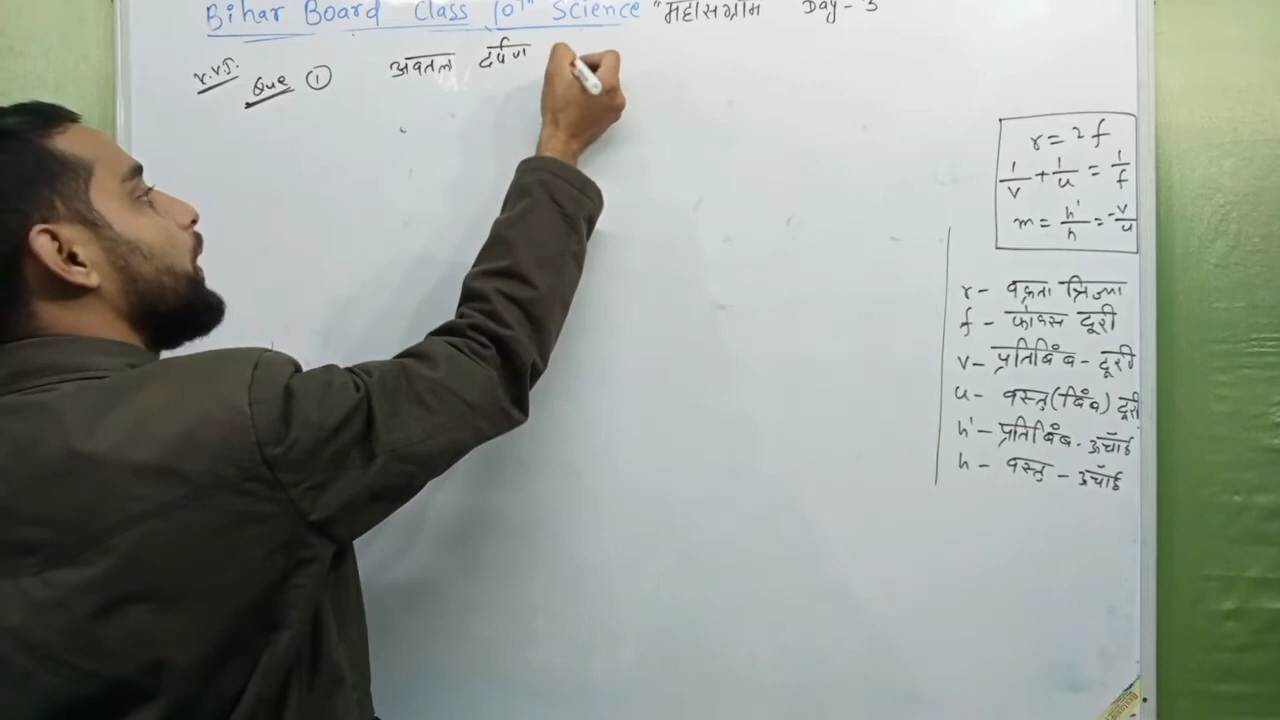 Bihar Board Class 10th Science "महासंग्राम Day - 3
V.V.I. Que ① अवतल दर्पण
r = 2f
1/v + 1/u = 1/f
m = h'/h = -v/u
r - वक्रता त्रिज्या
f - फोकस दूरी
v - प्रतिबिंब - दूरी
u - वस्तु (बिंब) दूरी
h' - प्रतिबिंब - ऊँचाई
h - वस्तु - ऊँचाई